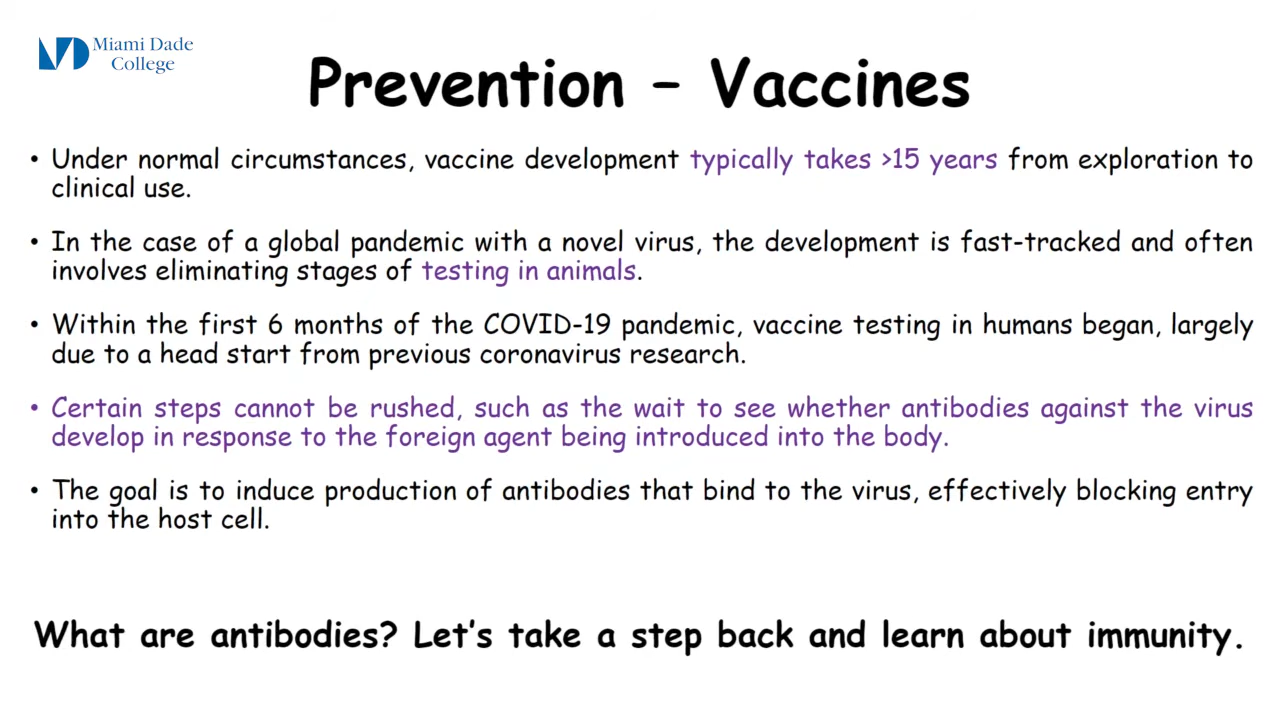 Miami Dade
College
Prevention – Vaccines
• Under normal circumstances, vaccine development typically takes >15 years from exploration to
clinical use.
• In the case of a global pandemic with a novel virus, the development is fast-tracked and often
involves eliminating stages of testing in animals.
• Within the first 6 months of the COVID-19 pandemic, vaccine testing in humans began, largely
due to a head start from previous coronavirus research.
• Certain steps cannot be rushed, such as the wait to see whether antibodies against the virus
develop in response to the foreign agent being introduced into the body.
• The goal is to induce production of antibodies that bind to the virus, effectively blocking entry
into the host cell.
What are antibodies? Let's take a step back and learn about immunity.